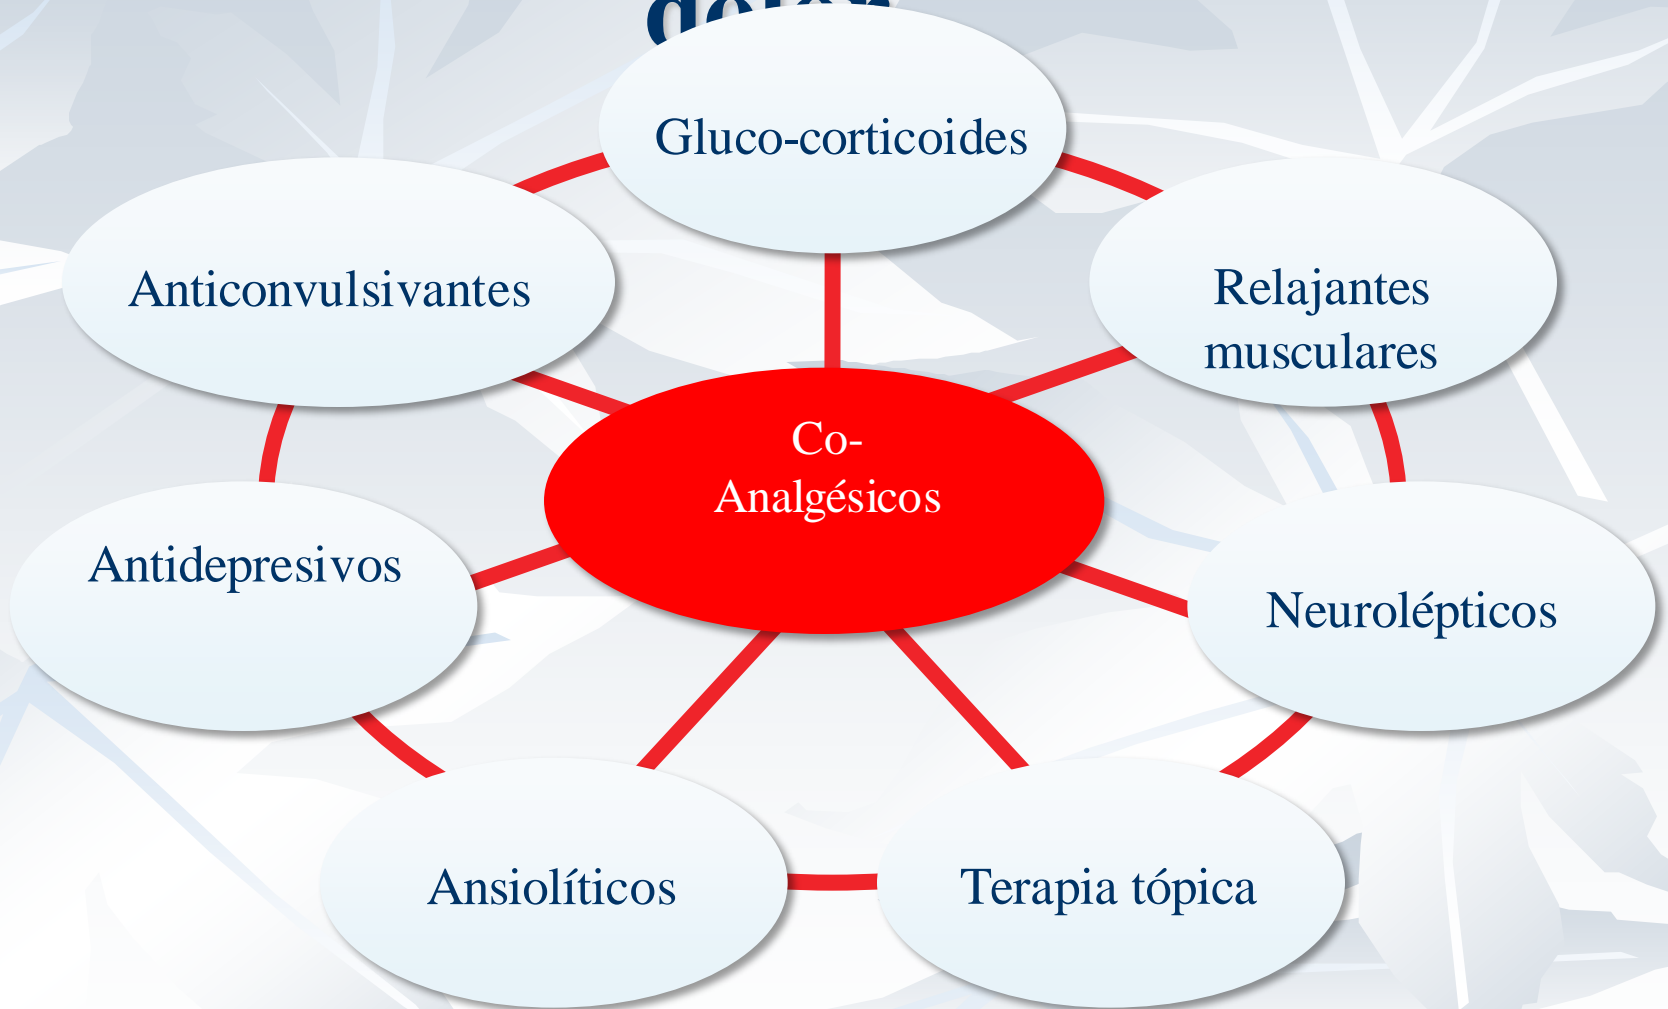 Gluco-corticoides
Anticonvulsivantes
Relajantes
musculares
Co-
Analgésicos
Antidepresivos
Neurolépticos
Ansiolíticos
Terapia tópica